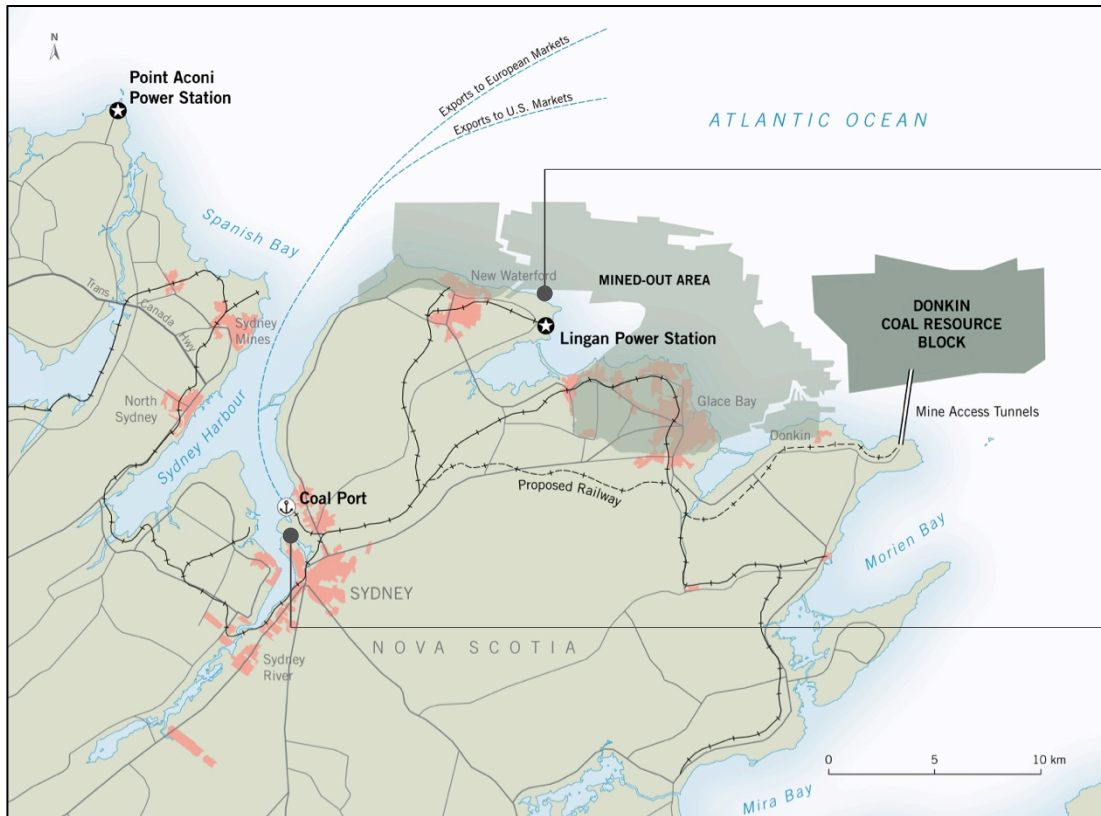 N
Point Aconi
Power Station
Exports to European Markets
Exports to U.S. Markets
ATLANTIC OCEAN
Spanish Bay
New Waterford
MINED-OUT AREA
DONKIN
COAL RESOURCE
BLOCK
Trans Canada Hwy
Sydney
Mines
Lingan Power Station
North
Sydney
Sydney Harbour
Glace Bay
Mine Access Tunnels
Donkin
Proposed Railway
Coal Port
Morien Bay
SYDNEY
NOVA SCOTIA
Sydney
River
0 5 10 km
Mira Bay